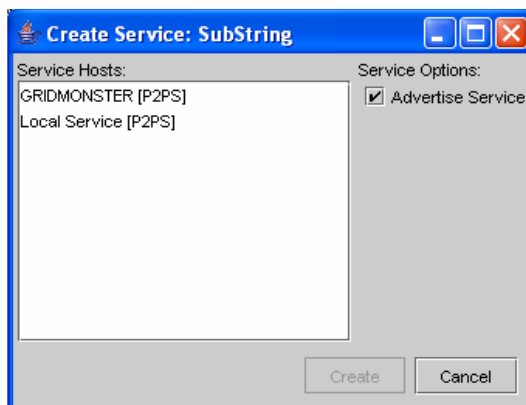 Create Service: SubString
Service Hosts:
GRIDMONSTER [P2PS]
Local Service [P2PS]
Service Options:
Advertise Service
Create
Cancel